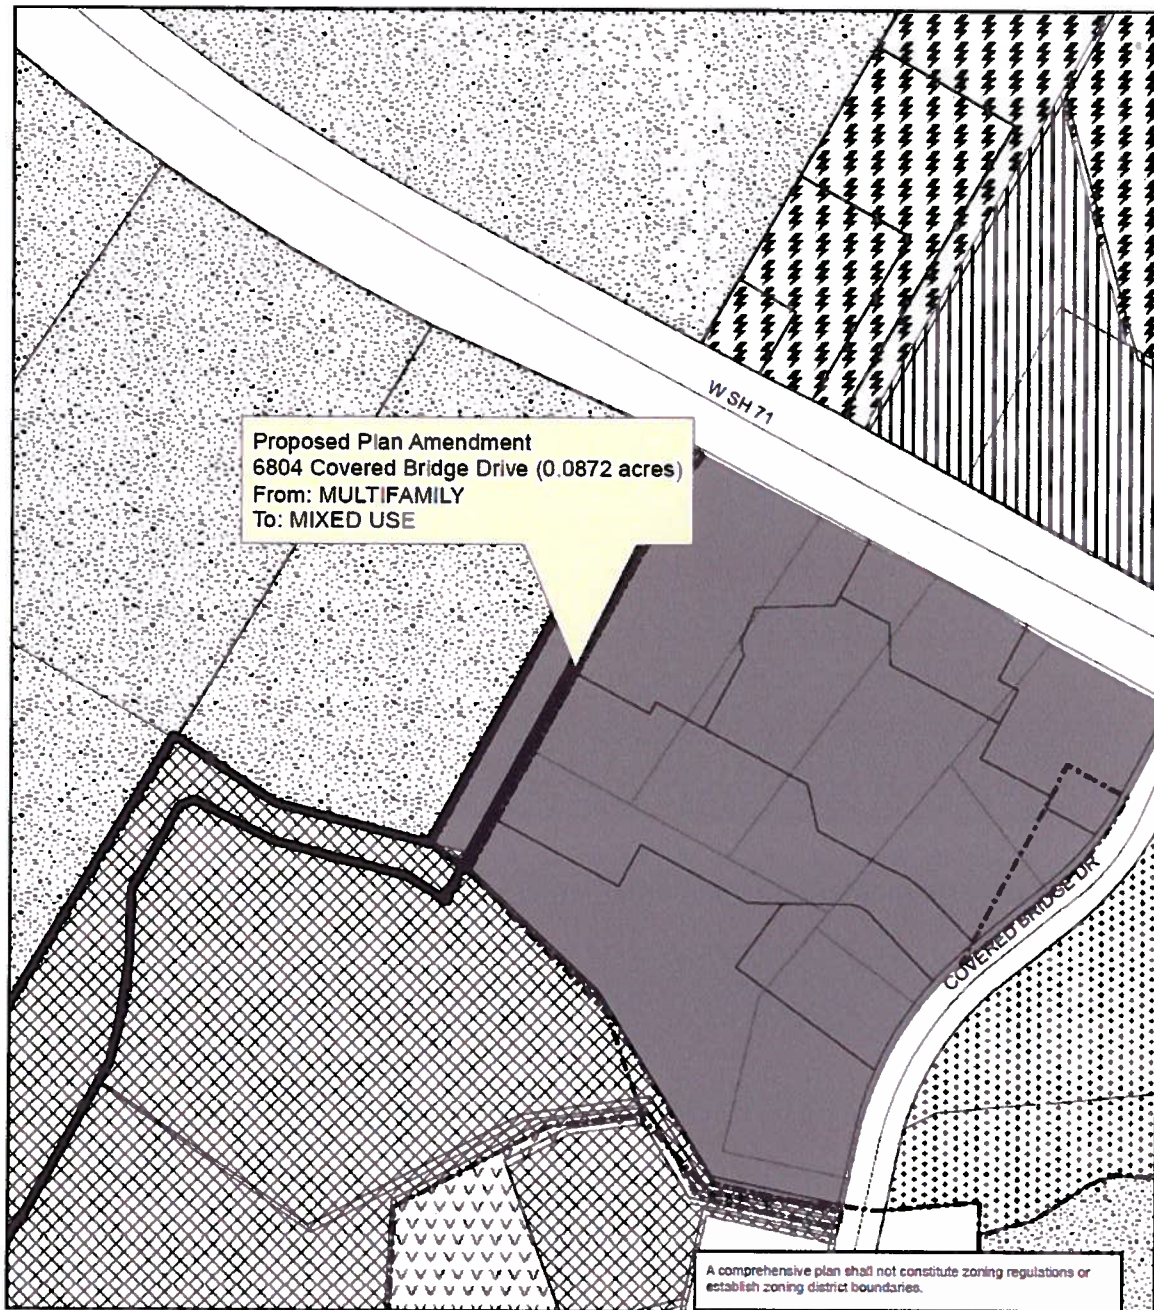 W SH 71
Proposed Plan Amendment
6804 Covered Bridge Drive (0.0872 acres)
From: MULTIFAMILY
To: MIXED USE
COVERED BRIDGE DR
A comprehensive plan shall not constitute zoning regulations or
establish zoning district boundaries.